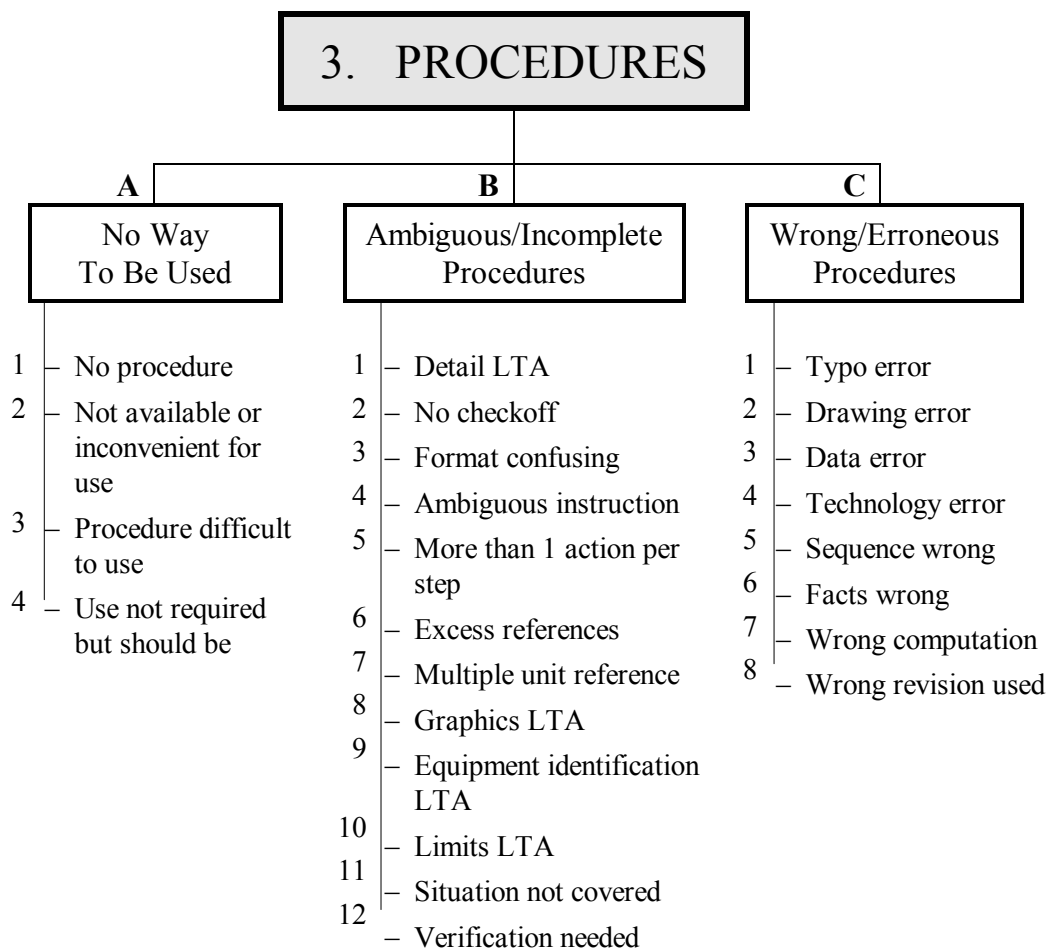 3. PROCEDURES
A
No Way
To Be Used
1 – No procedure
2 – Not available or
inconvenient for
use
3 – Procedure difficult
to use
4 – Use not required
but should be
B
Ambiguous/Incomplete
Procedures
1 – Detail LTA
2 – No checkoff
3 – Format confusing
4 – Ambiguous instruction
5 – More than 1 action per
step
6 – Excess references
7 – Multiple unit reference
8 – Graphics LTA
9 – Equipment identification
LTA
10 – Limits LTA
11 – Situation not covered
12 – Verification needed
C
Wrong/Erroneous
Procedures
1 – Typo error
2 – Drawing error
3 – Data error
4 – Technology error
5 – Sequence wrong
6 – Facts wrong
7 – Wrong computation
8 – Wrong revision used